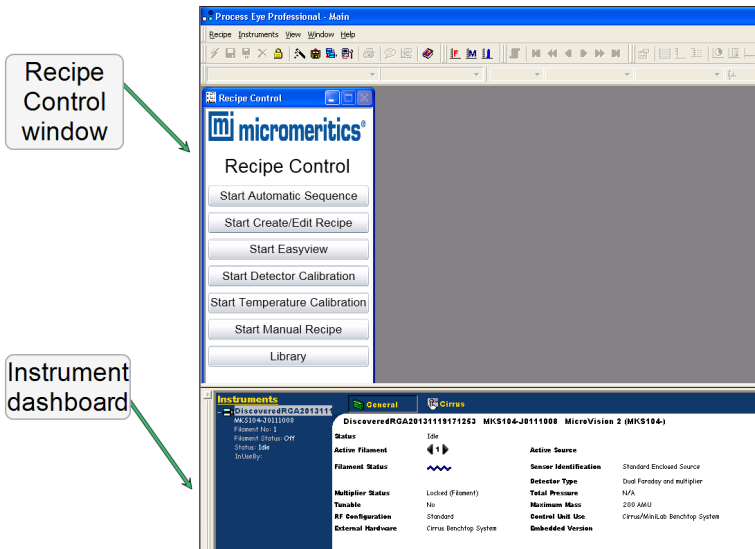 Process Eye Professional - Main
Recipe Instruments View Window Help
Recipe
Control
window
Recipe Control
mi micromeritics®
Recipe Control
Start Automatic Sequence
Start Create/Edit Recipe
Start Easyview
Start Detector Calibration
Start Temperature Calibration
Start Manual Recipe
Library
Instrument
dashboard
Instruments
DiscoveredRGA2013111
MKS104-J0111008
Filament No: 1
Filament Status: Off
Status: Idle
InUseBy:
General Cirrus
DiscoveredRGA20131119171253 MKS104-J0111008 MicroVision 2 (MKS104-)
Status Idle
Active Filament 1 Active Source
Filament Status Sensor Identification Standard Enclosed Source
Detector Type Dual Faraday and multiplier
Multiplier Status Locked (Filament) Total Pressure N/A
Tunable No Maximum Mass 200 AMU
RF Configuration Standard Control Unit Use Cirrus/MiniLab Benchtop System
External Hardware Cirrus Benchtop System Embedded Version